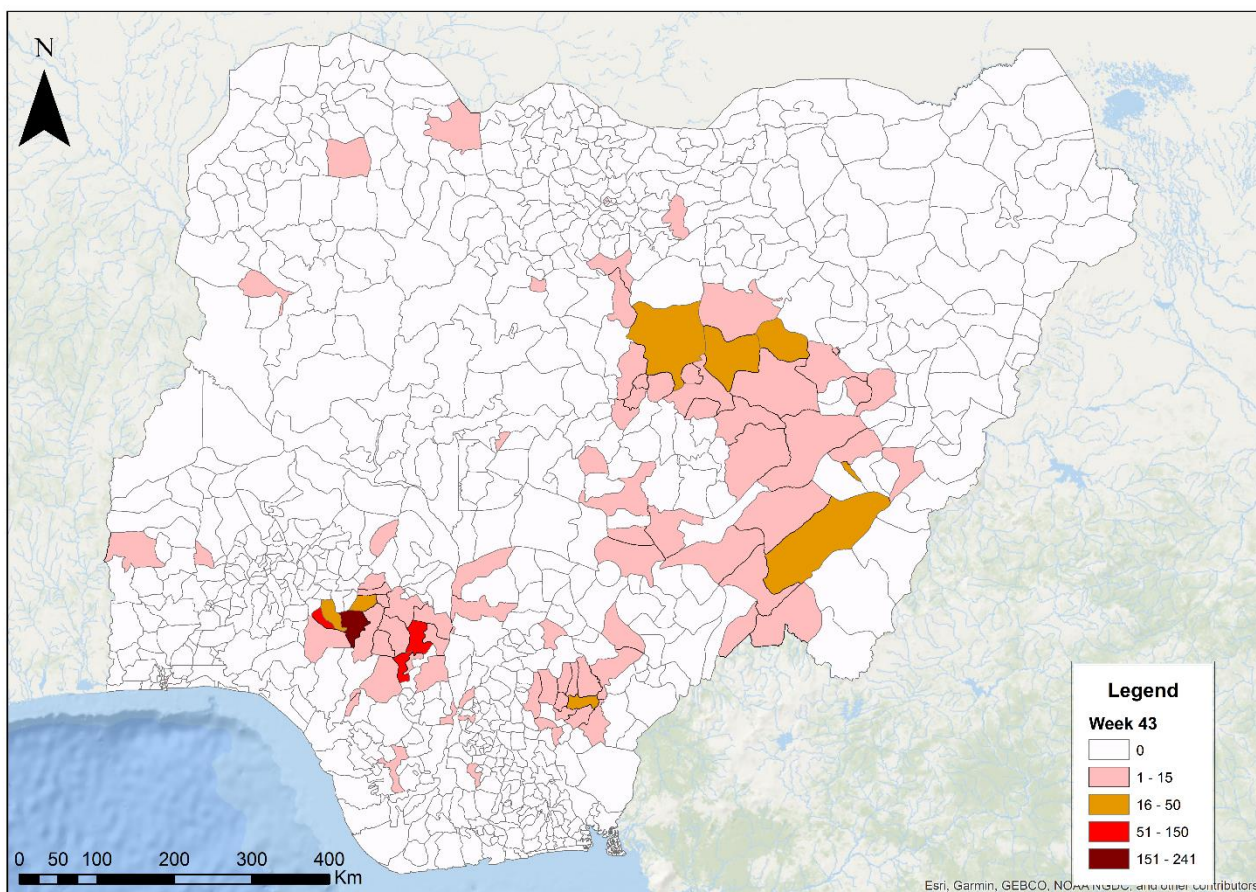 N
Legend
Week 43
0
1 - 15
16 - 50
51 - 150
151 - 241
0 50 100 200 300 400
Km
Esri, Garmin, GEBCO, NOAA NGDC, and other contributors